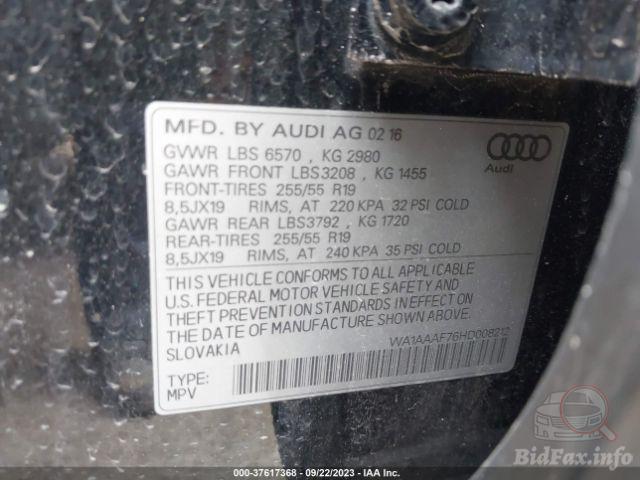 MFD. BY AUDI AG 02 16
GVWR LBS 6570 , KG 2980
GAWR FRONT LBS3208 , KG 1455
FRONT-TIRES 255/55 R19
8,5JX19 RIMS, AT 220 KPA 32 PSI COLD
GAWR REAR LBS3792 , KG 1720
REAR-TIRES 255/55 R19
8,5JX19 RIMS, AT 240 KPA 35 PSI COLD
Audi
THIS VEHICLE CONFORMS TO ALL APPLICABLE
U.S. FEDERAL MOTOR VEHICLE SAFETY AND
THEFT PREVENTION STANDARDS IN EFFECT ON
THE DATE OF MANUFACTURE SHOWN ABOVE.
SLOVAKIA
WA1AAAF76HD008212
TYPE:
MPV
BidFax.info
00-37617368 - 09/22/2023 - IAA Inc.